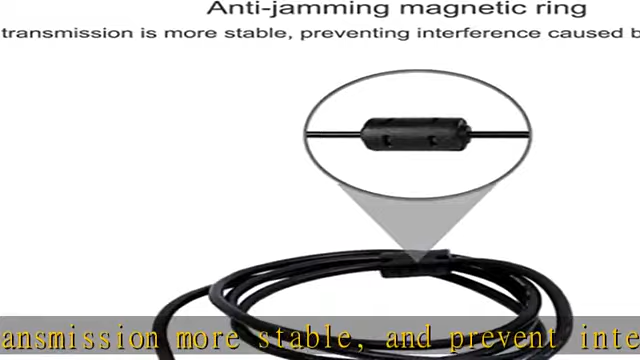 Anti-jamming magnetic ring
transmission is more stable, preventing interference caused b
ansmission more stable, and prevent inte